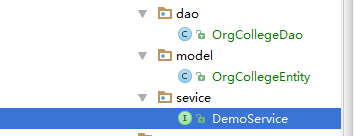 dao
OrgCollegeDao
model
OrgCollegeEntity
sevice
DemoService